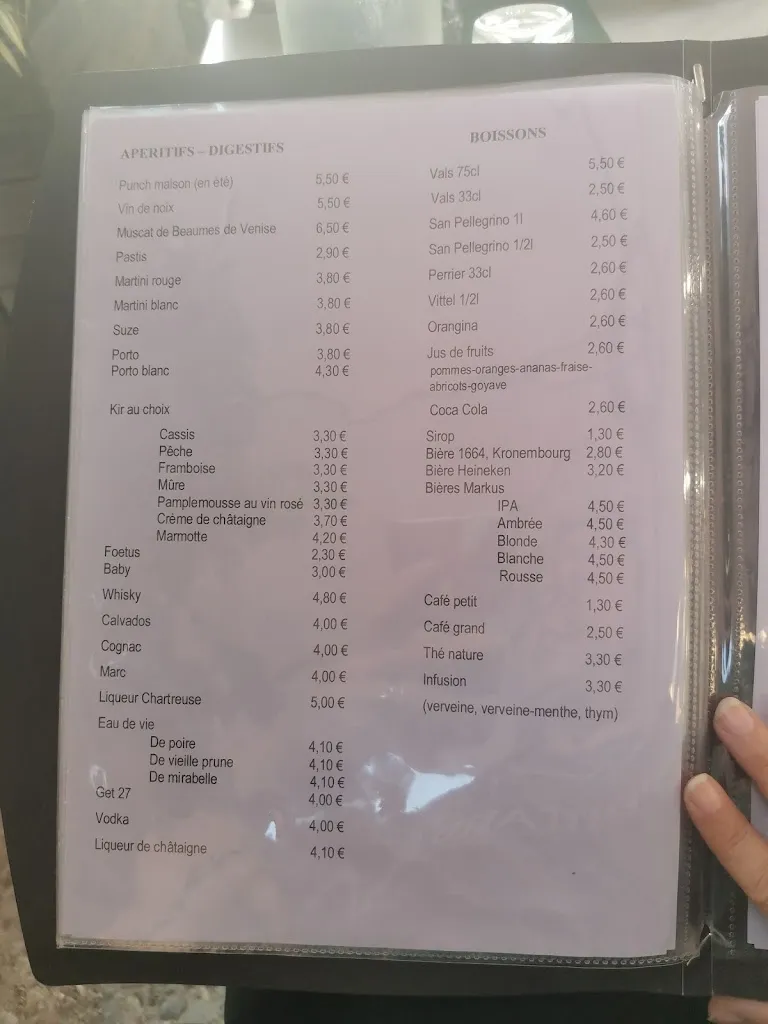 APERITIFS – DIGESTIFS
Punch maison (en été) 5,50 €
Vin de noix 5,50 €
Muscat de Beaumes de Venise 6,50 €
Pastis 2,90 €
Martini rouge 3,80 €
Martini blanc 3,80 €
Suze 3,80 €
Porto 3,80 €
Porto blanc 4,30 €
Kir au choix
Cassis 3,30 €
Pêche 3,30 €
Framboise 3,30 €
Mûre 3,30 €
Pamplemousse au vin rosé 3,30 €
Crème de châtaigne 3,70 €
Marmotte 4,20 €
Foetus 2,30 €
Baby 3,00 €
Whisky 4,80 €
Calvados 4,00 €
Cognac 4,00 €
Marc 4,00 €
Liqueur Chartreuse 5,00 €
Eau de vie
De poire 4,10 €
De vieille prune 4,10 €
De mirabelle 4,10 €
Get 27 4,00 €
Vodka 4,00 €
Liqueur de châtaigne 4,10 €
BOISSONS
Vals 75cl 5,50 €
Vals 33cl 2,50 €
San Pellegrino 1l 4,60 €
San Pellegrino 1/2l 2,50 €
Perrier 33cl 2,60 €
Vittel 1/2l 2,60 €
Orangina 2,60 €
Jus de fruits 2,60 €
pommes-oranges-ananas-fraise-
abricots-goyave
Coca Cola 2,60 €
Sirop 1,30 €
Bière 1664, Kronembourg 2,80 €
Bière Heineken 3,20 €
Bières Markus
IPA 4,50 €
Ambrée 4,50 €
Blonde 4,30 €
Blanche 4,50 €
Rousse 4,50 €
Café petit 1,30 €
Café grand 2,50 €
Thé nature 3,30 €
Infusion 3,30 €
(verveine, verveine-menthe, thym)